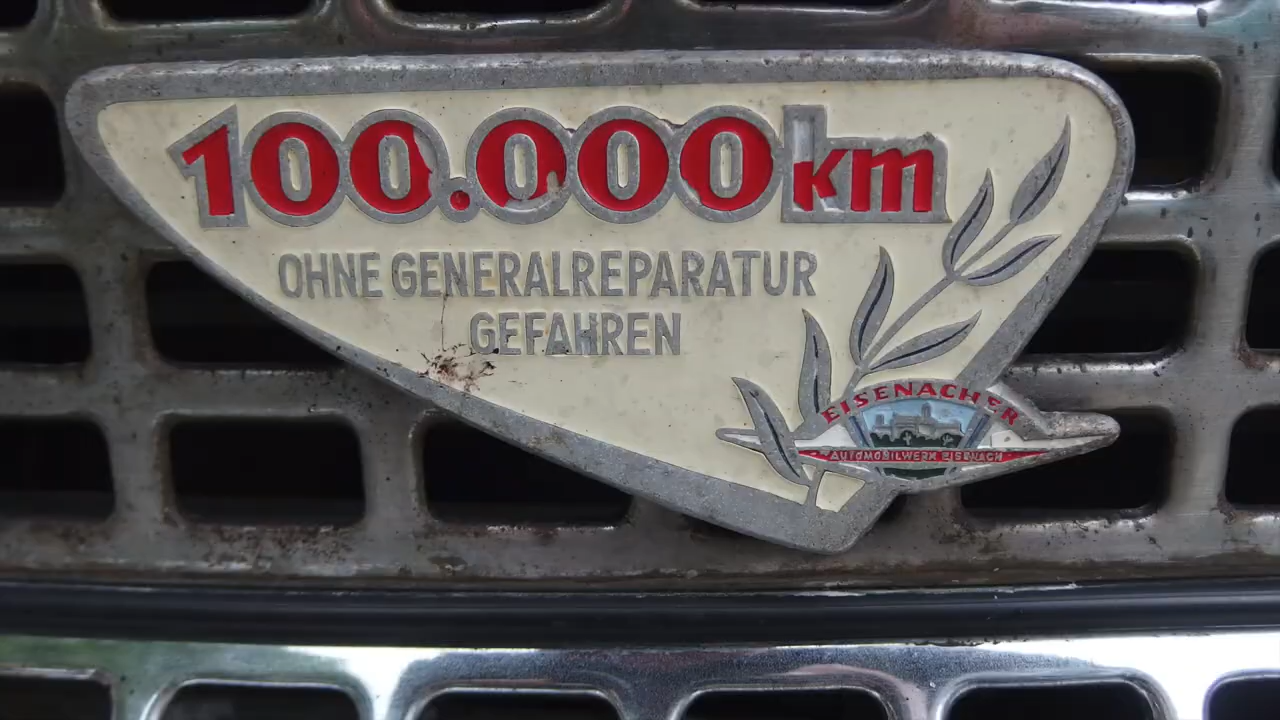 100.000 km
OHNE GENERALREPARATUR
GEFAHREN
EISENACHER
AUTOMOBILWERK EISENACH